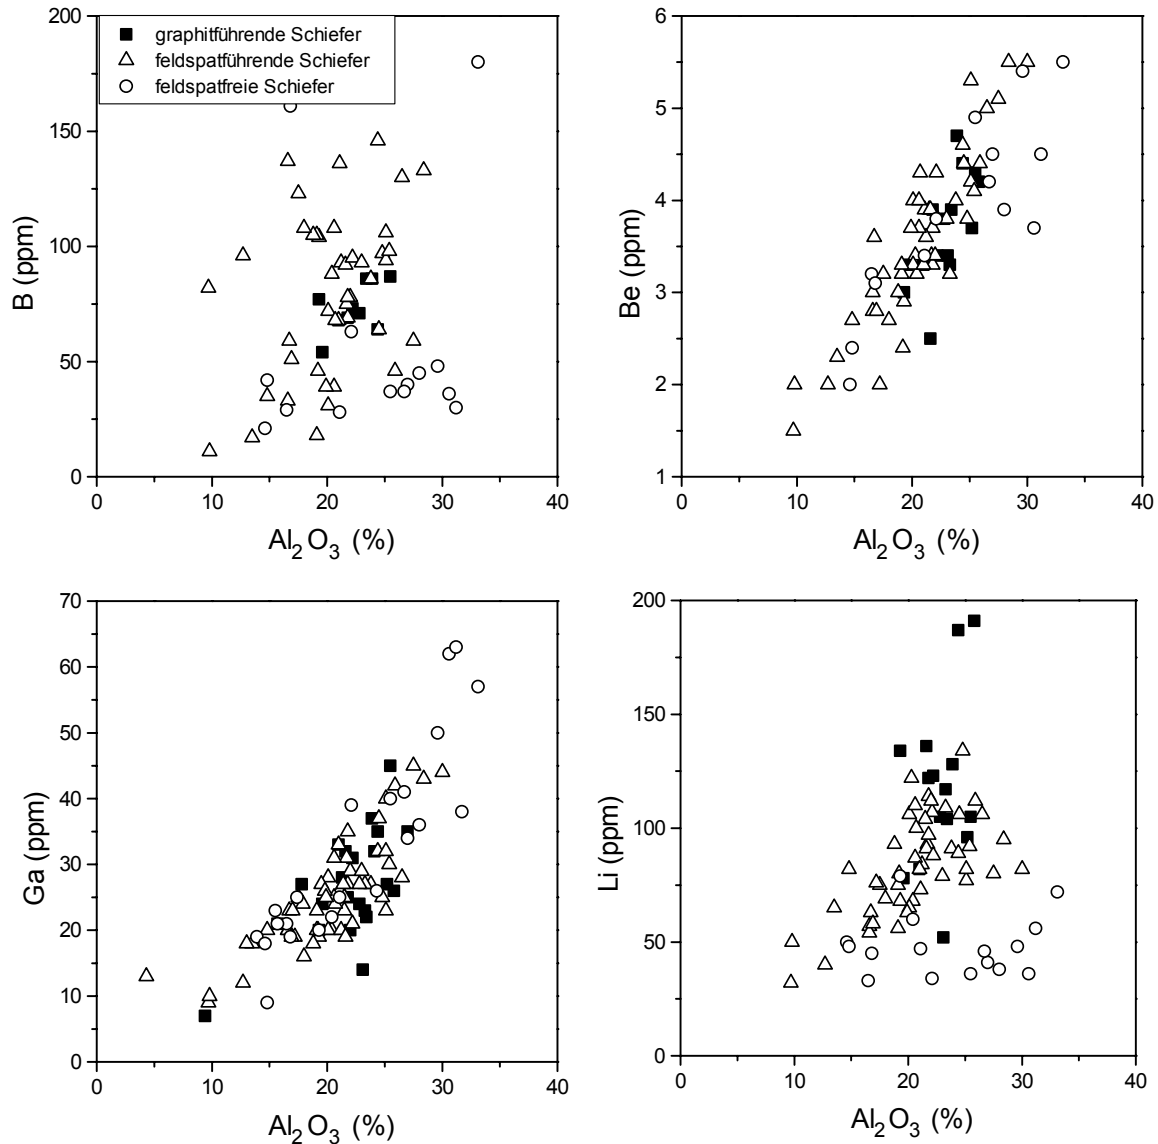 200
150
100
50
0
B (ppm)
graphitführende Schiefer
feldspatführende Schiefer
feldspatfreie Schiefer
0 10 20 30 40
Al₂O₃ (%)
6
5
4
3
2
1
Be (ppm)
0 10 20 30 40
Al₂O₃ (%)
70
60
50
40
30
20
10
0
Ga (ppm)
0 10 20 30 40
Al₂O₃ (%)
200
150
100
50
0
Li (ppm)
0 10 20 30 40
Al₂O₃ (%)